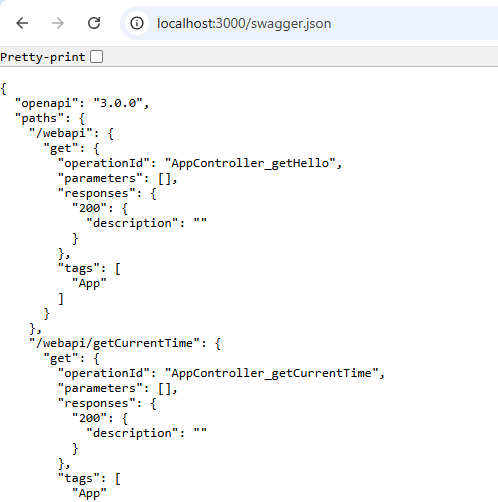 localhost:3000/swagger.json
Pretty-print
{
  "openapi": "3.0.0",
  "paths": {
    "/webapi": {
      "get": {
        "operationId": "AppController_getHello",
        "parameters": [],
        "responses": {
          "200": {
            "description": ""
          }
        },
        "tags": [
          "App"
        ]
      }
    },
    "/webapi/getCurrentTime": {
      "get": {
        "operationId": "AppController_getCurrentTime",
        "parameters": [],
        "responses": {
          "200": {
            "description": ""
          }
        },
        "tags": [
          "App"